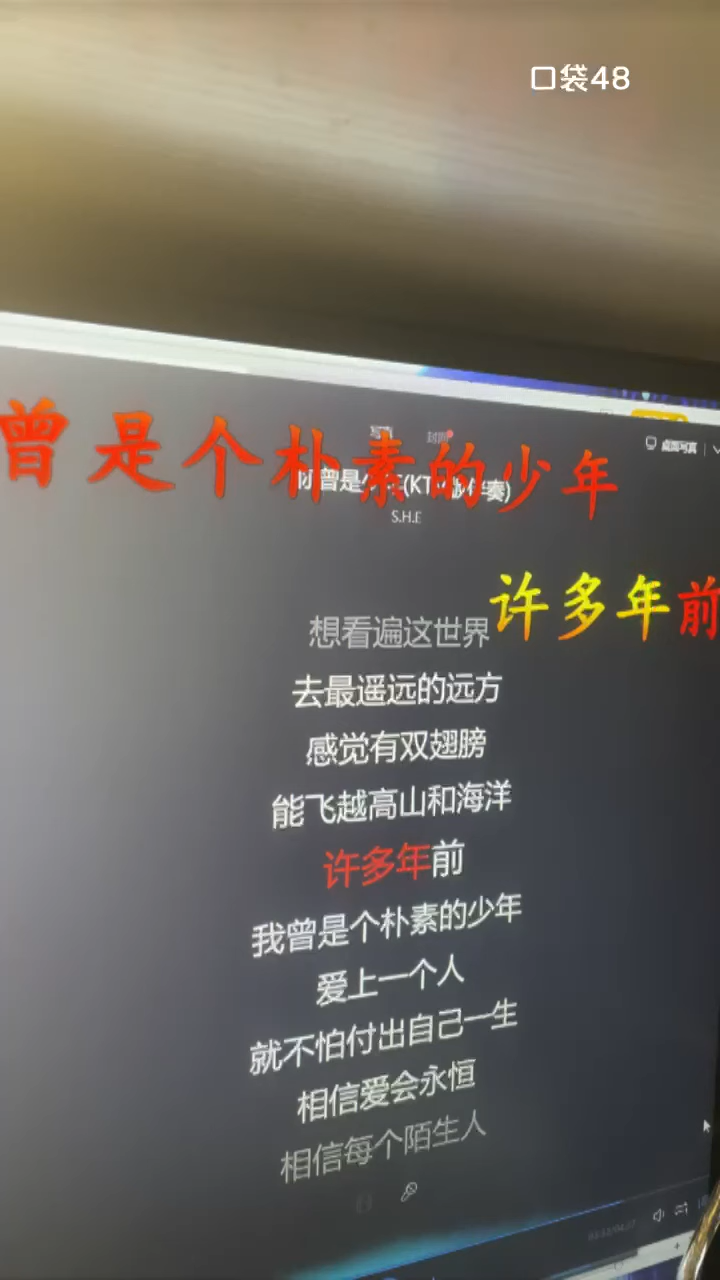 口袋48
桌面写真
曾是个朴素的少年
S.H.E
许多年前
想看遍这世界
去最遥远的远方
感觉有双翅膀
能飞越高山和海洋
许多年前
我曾是个朴素的少年
爱上一个人
就不怕付出自己一生
相信爱会永恒
相信每个陌生人